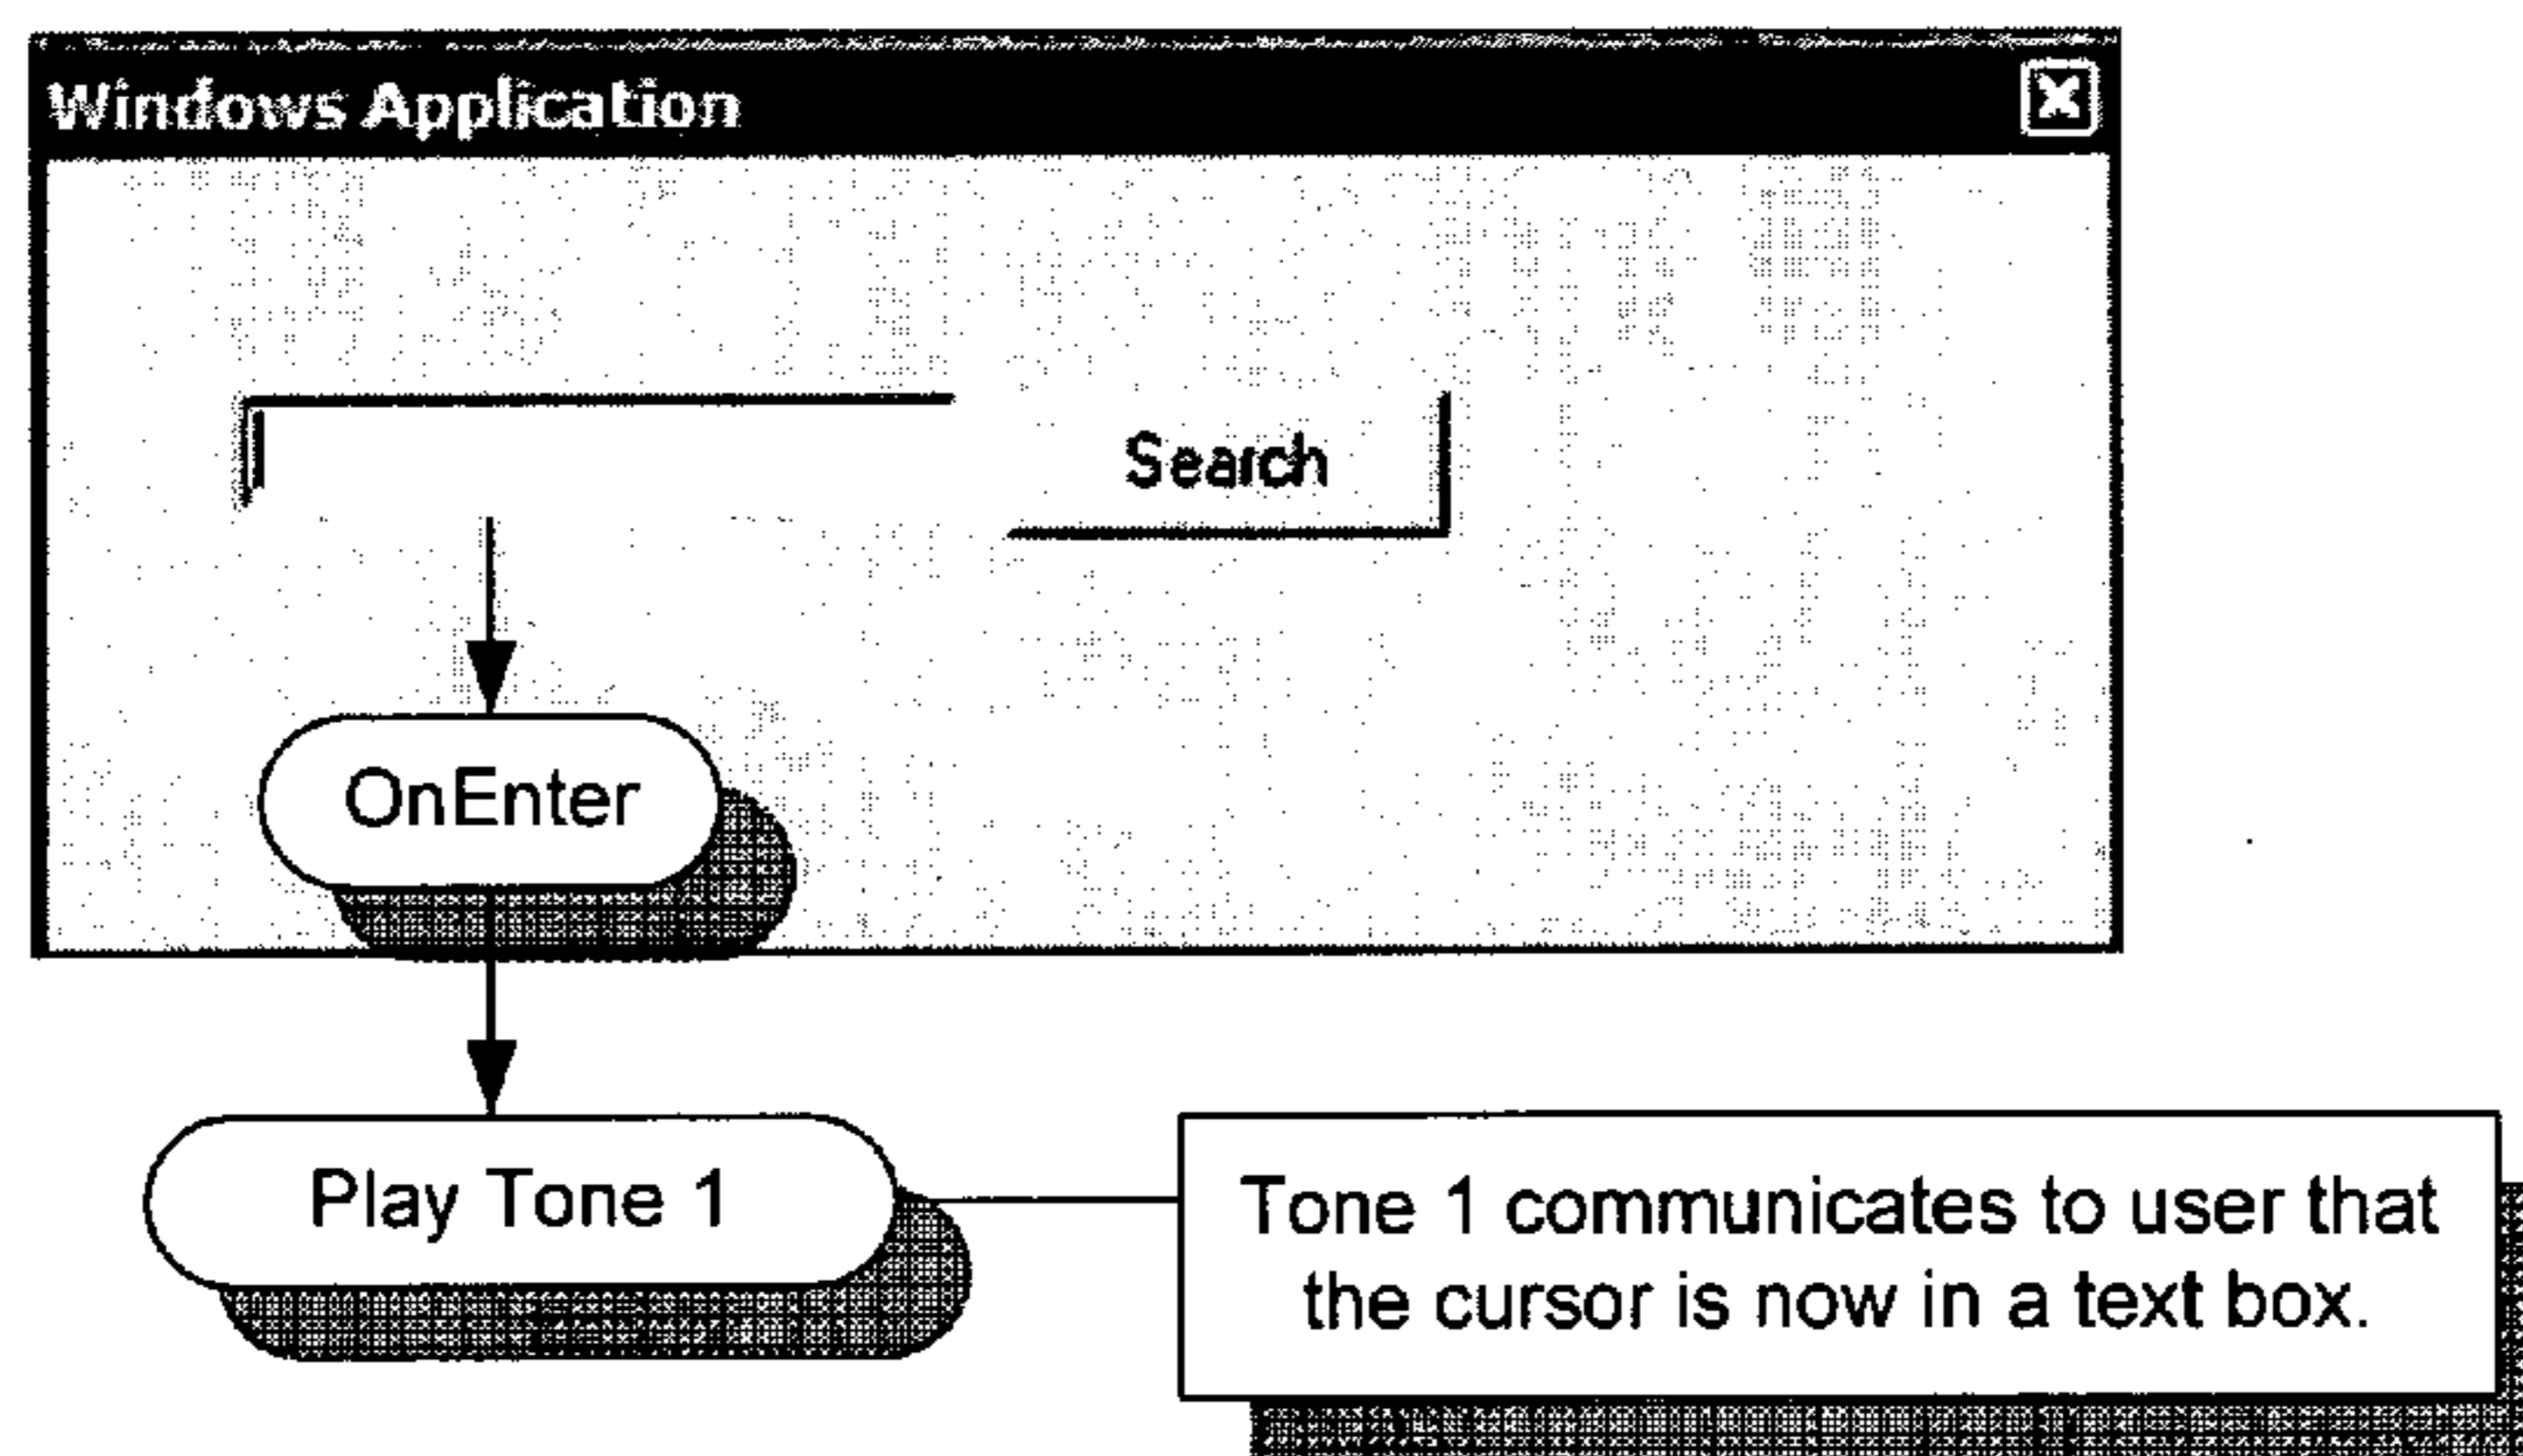 Windows Application
Search
OnEnter
Play Tone 1
Tone 1 communicates to user that
the cursor is now in a text box.